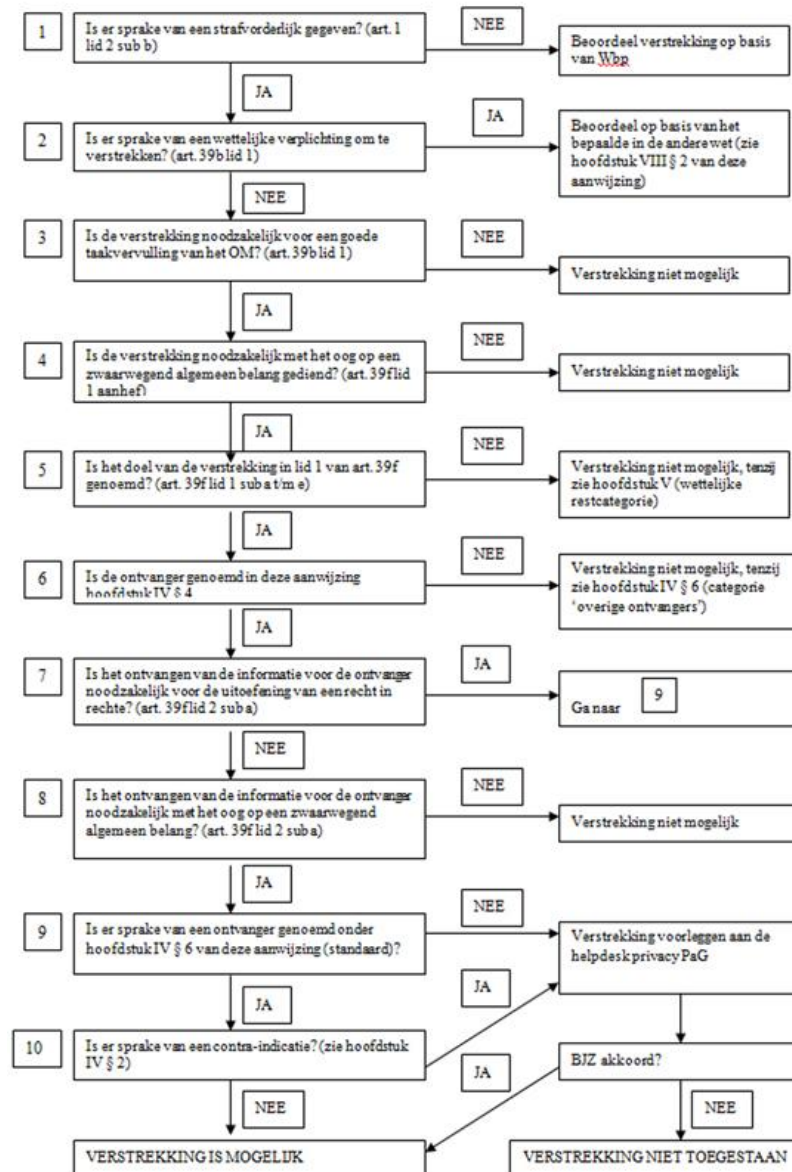 1
Is er sprake van een strafvorderlijk gegeven? (art. 1
lid 2 sub b)
NEE
Beoordeel verstrekking op basis
van Wbp
JA
2
Is er sprake van een wettelijke verplichting om te
verstrekken? (art. 39b lid 1)
JA
Beoordeel op basis van het
bepaalde in de andere wet (zie
hoofdstuk VIII § 2 van deze
aanwijzing)
NEE
3
Is de verstrekking noodzakelijk voor een goede
taakvervulling van het OM? (art. 39b lid 1)
NEE
Verstrekking niet mogelijk
JA
4
Is de verstrekking noodzakelijk met het oog op een
zwaarwegend algemeen belang gediend? (art. 39f lid
1 aanhef)
NEE
Verstrekking niet mogelijk
JA
5
Is het doel van de verstrekking in lid 1 van art. 39f
genoemd? (art. 39f lid 1 sub a t/m e)
NEE
Verstrekking niet mogelijk, tenzij
zie hoofdstuk V (wettelijke
restcategorie)
JA
6
Is de ontvanger genoemd in deze aanwijzing
hoofdstuk IV § 4
NEE
Verstrekking niet mogelijk, tenzij
zie hoofdstuk IV § 6 (categorie
‘overige ontvangers’)
JA
7
Is het ontvangen van de informatie voor de ontvanger
noodzakelijk voor de uitoefening van een recht in
rechte? (art. 39f lid 2 sub a)
JA
Ga naar 9
NEE
8
Is het ontvangen van de informatie voor de ontvanger
noodzakelijk met het oog op een zwaarwegend
algemeen belang? (art. 39f lid 2 sub a)
NEE
Verstrekking niet mogelijk
JA
9
Is er sprake van een ontvanger genoemd onder
hoofdstuk IV § 6 van deze aanwijzing (standaard)?
NEE
Verstrekking voorleggen aan de
helpdesk privacy PaG
JA
JA
10
Is er sprake van een contra-indicatie? (zie hoofdstuk
IV § 2)
JA
BJZ akkoord?
NEE
NEE
VERSTREKKING IS MOGELIJK
VERSTREKKING NIET TOEGESTAAN